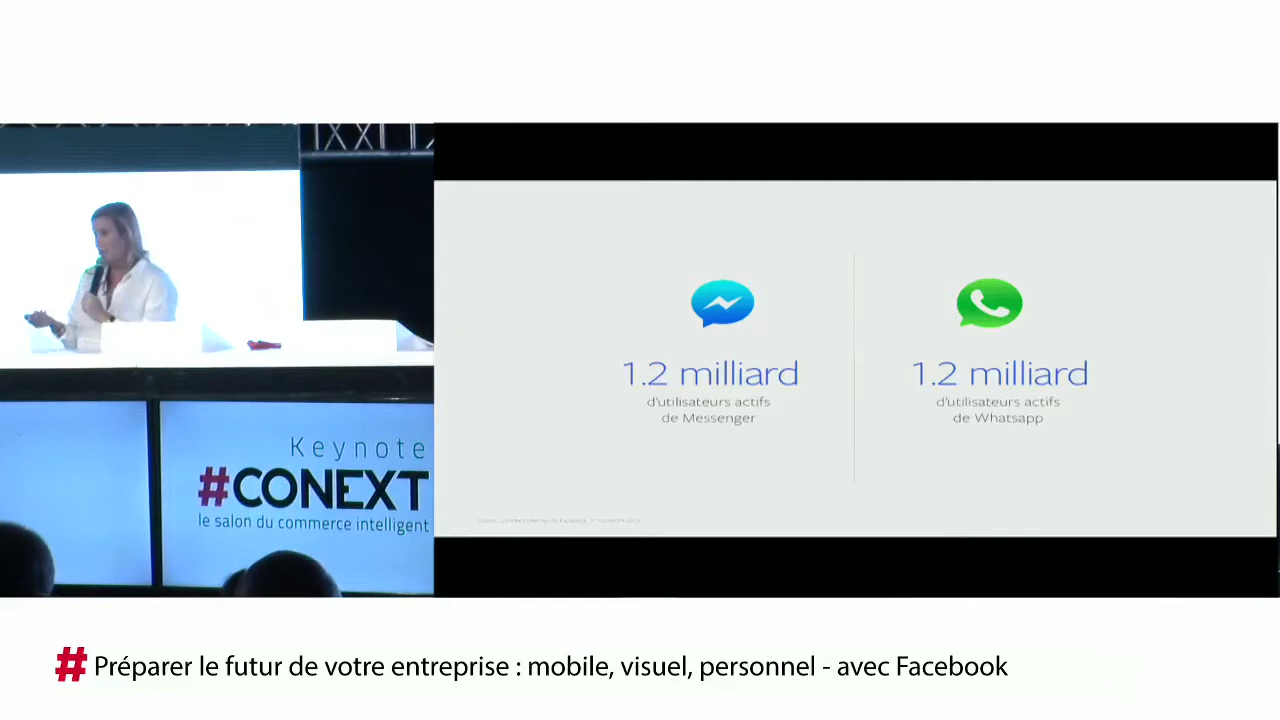 1.2 milliard
d'utilisateurs actifs
de Messenger
1.2 milliard
d'utilisateurs actifs
de Whatsapp
Keynote
#CONEXT
le salon du commerce intelligent
# Préparer le futur de votre entreprise : mobile, visuel, personnel - avec Facebook